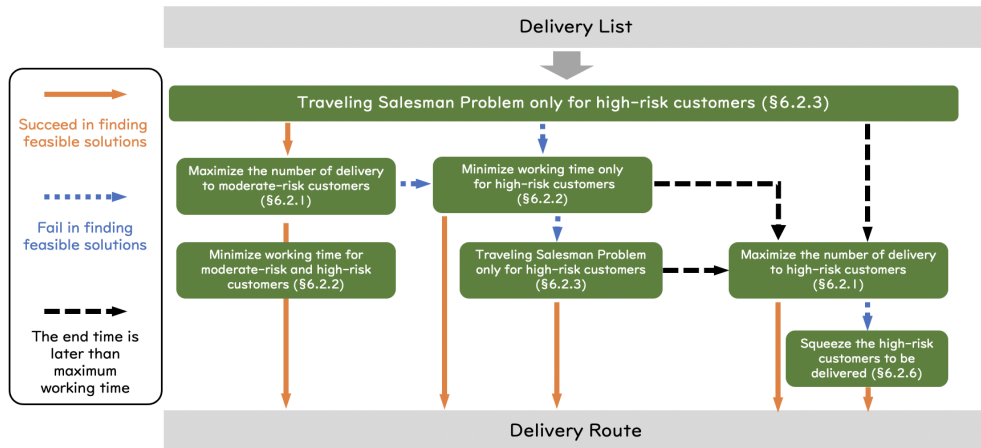 Delivery List
Traveling Salesman Problem only for high-risk customers (§6.2.3)
Succeed in finding
feasible solutions
Fail in finding
feasible solutions
The end time is
later than
maximum
working time
Maximize the number of delivery
to moderate-risk customers
(§6.2.1)
Minimize working time only
for high-risk customers
(§6.2.2)
Minimize working time for
moderate-risk and high-risk
customers (§6.2.2)
Traveling Salesman Problem
only for high-risk customers
(§6.2.3)
Maximize the number of delivery
to high-risk customers
(§6.2.1)
Squeeze the high-risk
customers to be
delivered (§6.2.6)
Delivery Route